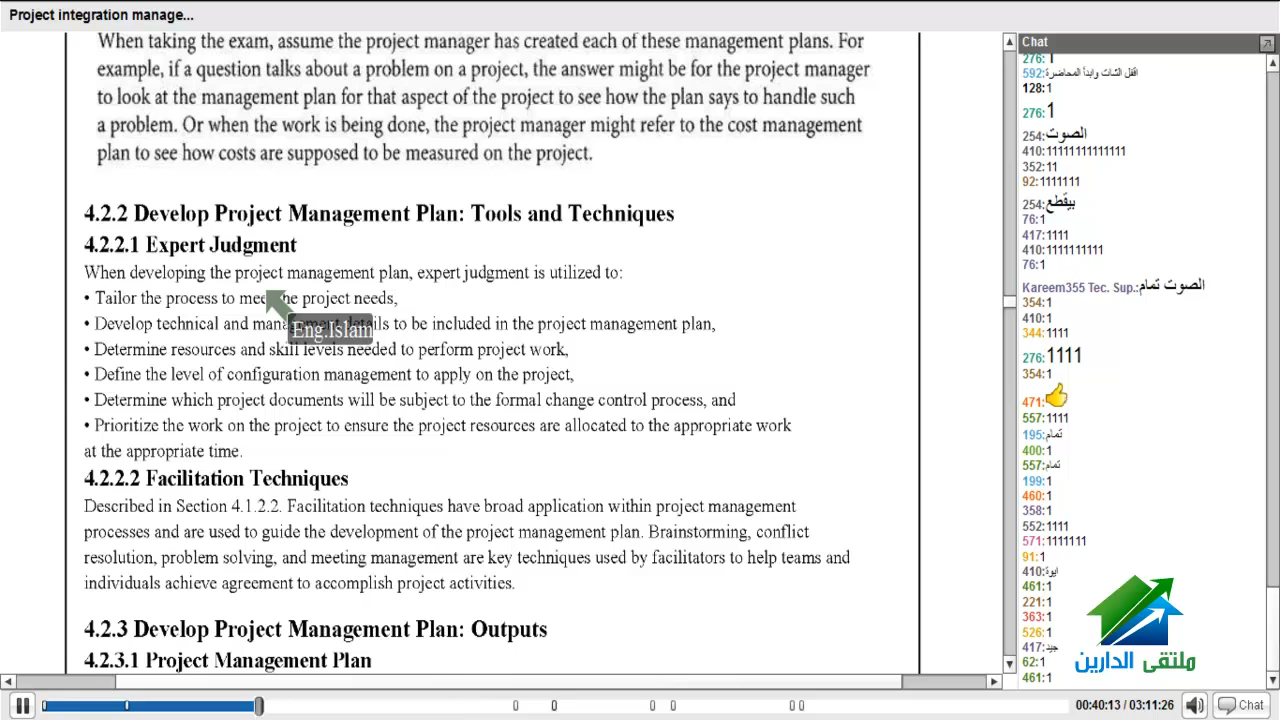 Project integration manage...
When taking the exam, assume the project manager has created each of these management plans. For
example, if a question talks about a problem on a project, the answer might be for the project manager
to look at the management plan for that aspect of the project to see how the plan says to handle such
a problem. Or when the work is being done, the project manager might refer to the cost management
plan to see how costs are supposed to be measured on the project.
4.2.2 Develop Project Management Plan: Tools and Techniques
4.2.2.1 Expert Judgment
When developing the project management plan, expert judgment is utilized to:
• Tailor the process to meet the project needs,
• Develop technical and management details to be included in the project management plan,
Eng.Islam
• Determine resources and skill levels needed to perform project work,
• Define the level of configuration management to apply on the project,
• Determine which project documents will be subject to the formal change control process, and
• Prioritize the work on the project to ensure the project resources are allocated to the appropriate work
at the appropriate time.
4.2.2.2 Facilitation Techniques
Described in Section 4.1.2.2. Facilitation techniques have broad application within project management
processes and are used to guide the development of the project management plan. Brainstorming, conflict
resolution, problem solving, and meeting management are key techniques used by facilitators to help teams and
individuals achieve agreement to accomplish project activities.
4.2.3 Develop Project Management Plan: Outputs
4.2.3.1 Project Management Plan
Chat
276: 1
592: اقفل الشات وابدأ المحاضرة
128:1
276: 1
254: الصوت
410:1111111111111
352:11
92:1111111
254: بيقطع
76:1
417:1111
410:1111111111
76:1
Kareem355 Tec. Sup.: الصوت تمام
354:1
410:1
344:1111
276: 1111
354:1
471:
557:1111
195: تمام
400:1
557: تمام
199:1
460:1
358:1
552:1111
571:1111111
91:1
410: ايوة
461:1
221:1
363:1
526:1
417: جيد
62:1
461:1
ملتقى الدارين
00:40:13 / 03:11:26
Chat